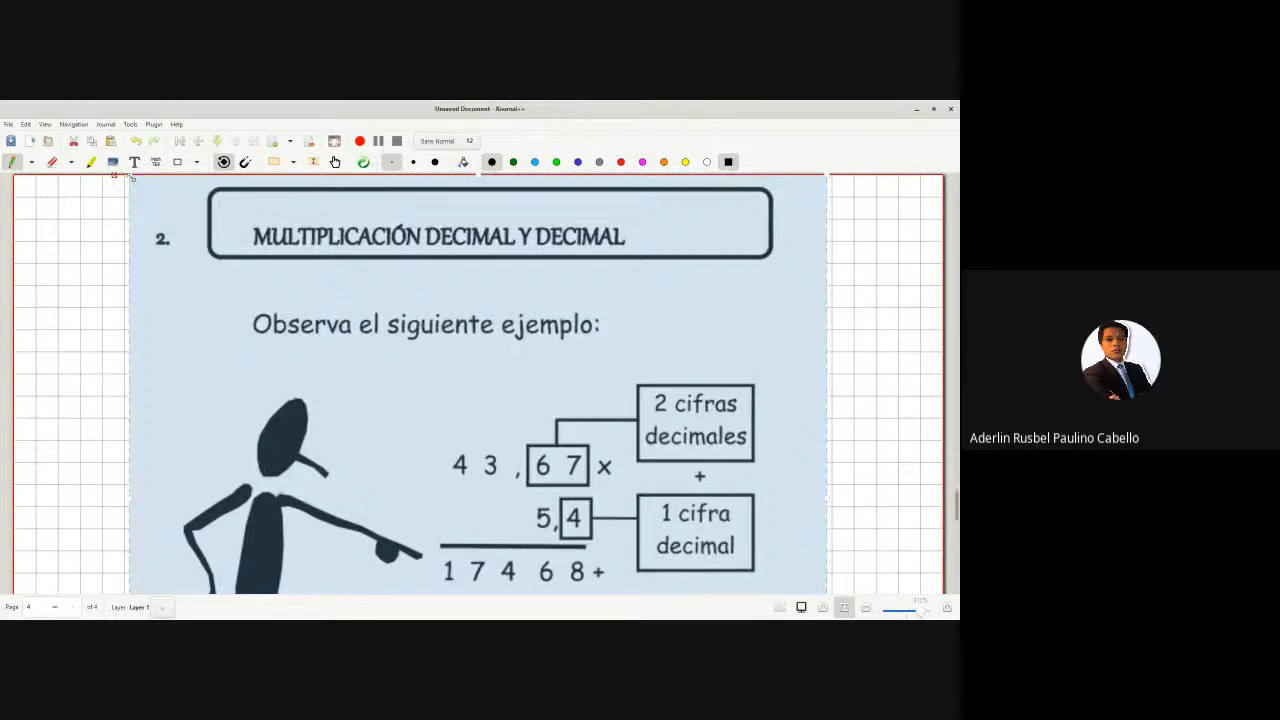 Unsaved Document - Xournal++
File Edit View Navigation Journal Tools Plugin Help
Sans Normal 12
2.
MULTIPLICACIÓN DECIMAL Y DECIMAL
Observa el siguiente ejemplo:
2 cifras
decimales
4 3 , 6 7 x
+
5, 4
1 cifra
decimal
1 7 4 6 8 +
Page 4 of 4 Layer: Layer 1
312%
Aderlin Rusbel Paulino Cabello